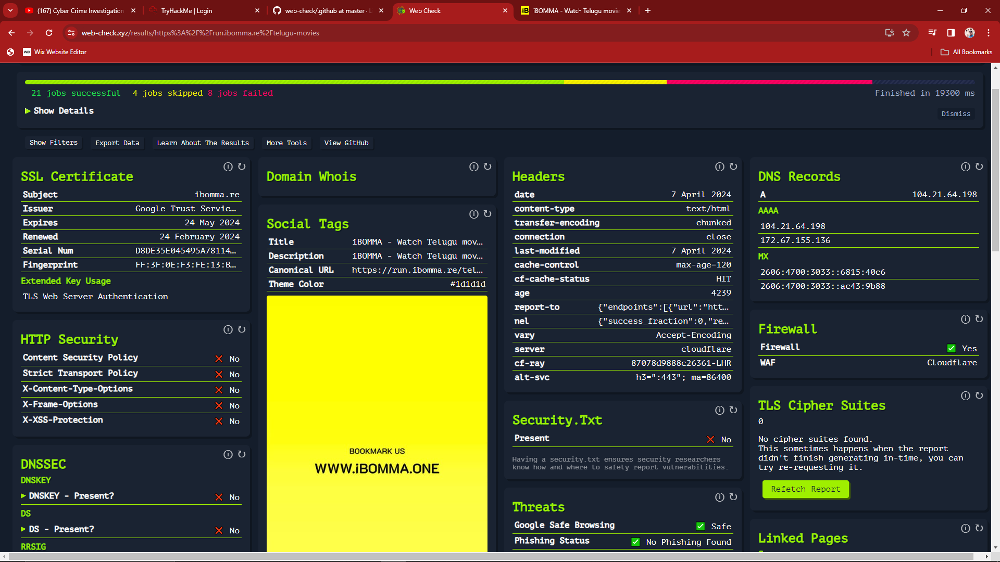 (167) Cyber Crime Investigation
TryHackMe | Login
web-check/.github at master · L
Web Check
iBOMMA - Watch Telugu movie
web-check.xyz/results/https%3A%2F%2Frun.ibomma.re%2Ftelugu-movies
WIX Wix Website Editor
All Bookmarks
21 jobs successful 4 jobs skipped 8 jobs failed
Finished in 19300 ms
Show Details
Dismiss
Show Filters
Export Data
Learn About The Results
More Tools
View GitHub
SSL Certificate
Subject ibomma.re
Issuer Google Trust Servic…
Expires 24 May 2024
Renewed 24 February 2024
Serial Num D8DE35E045495A78114…
Fingerprint FF:3F:0E:F3:FE:13:B…
Extended Key Usage
TLS Web Server Authentication
HTTP Security
Content Security Policy ❌ No
Strict Transport Policy ❌ No
X-Content-Type-Options ❌ No
X-Frame-Options ❌ No
X-XSS-Protection ❌ No
DNSSEC
DNSKEY
DNSKEY - Present? ❌ No
DS
DS - Present? ❌ No
RRSIG
Domain Whois
Social Tags
Title iBOMMA - Watch Telugu mov…
Description iBOMMA - Watch Telugu mov…
Canonical URL https://run.ibomma.re/tel…
Theme Color #1d1d1d
BOOKMARK US
WWW.iBOMMA.ONE
Headers
date 7 April 2024
content-type text/html
transfer-encoding chunked
connection close
last-modified 7 April 2024
cache-control max-age=120
cf-cache-status HIT
age 4239
report-to {"endpoints":[{"url":"htt…
nel {"success_fraction":0,"re…
vary Accept-Encoding
server cloudflare
cf-ray 87078d9888c26361-LHR
alt-svc h3=":443"; ma=86400
Security.Txt
Present ❌ No
Having a security.txt ensures security researchers
know how and where to safely report vulnerabilities.
Threats
Google Safe Browsing ✅ Safe
Phishing Status ✅ No Phishing Found
DNS Records
A 104.21.64.198
AAAA
104.21.64.198
172.67.155.136
MX
2606:4700:3033::6815:40c6
2606:4700:3033::ac43:9b88
Firewall
Firewall ✅ Yes
WAF Cloudflare
TLS Cipher Suites
0
No cipher suites found.
This sometimes happens when the report
didn't finish generating in-time, you can
try re-requesting it.
Refetch Report
Linked Pages